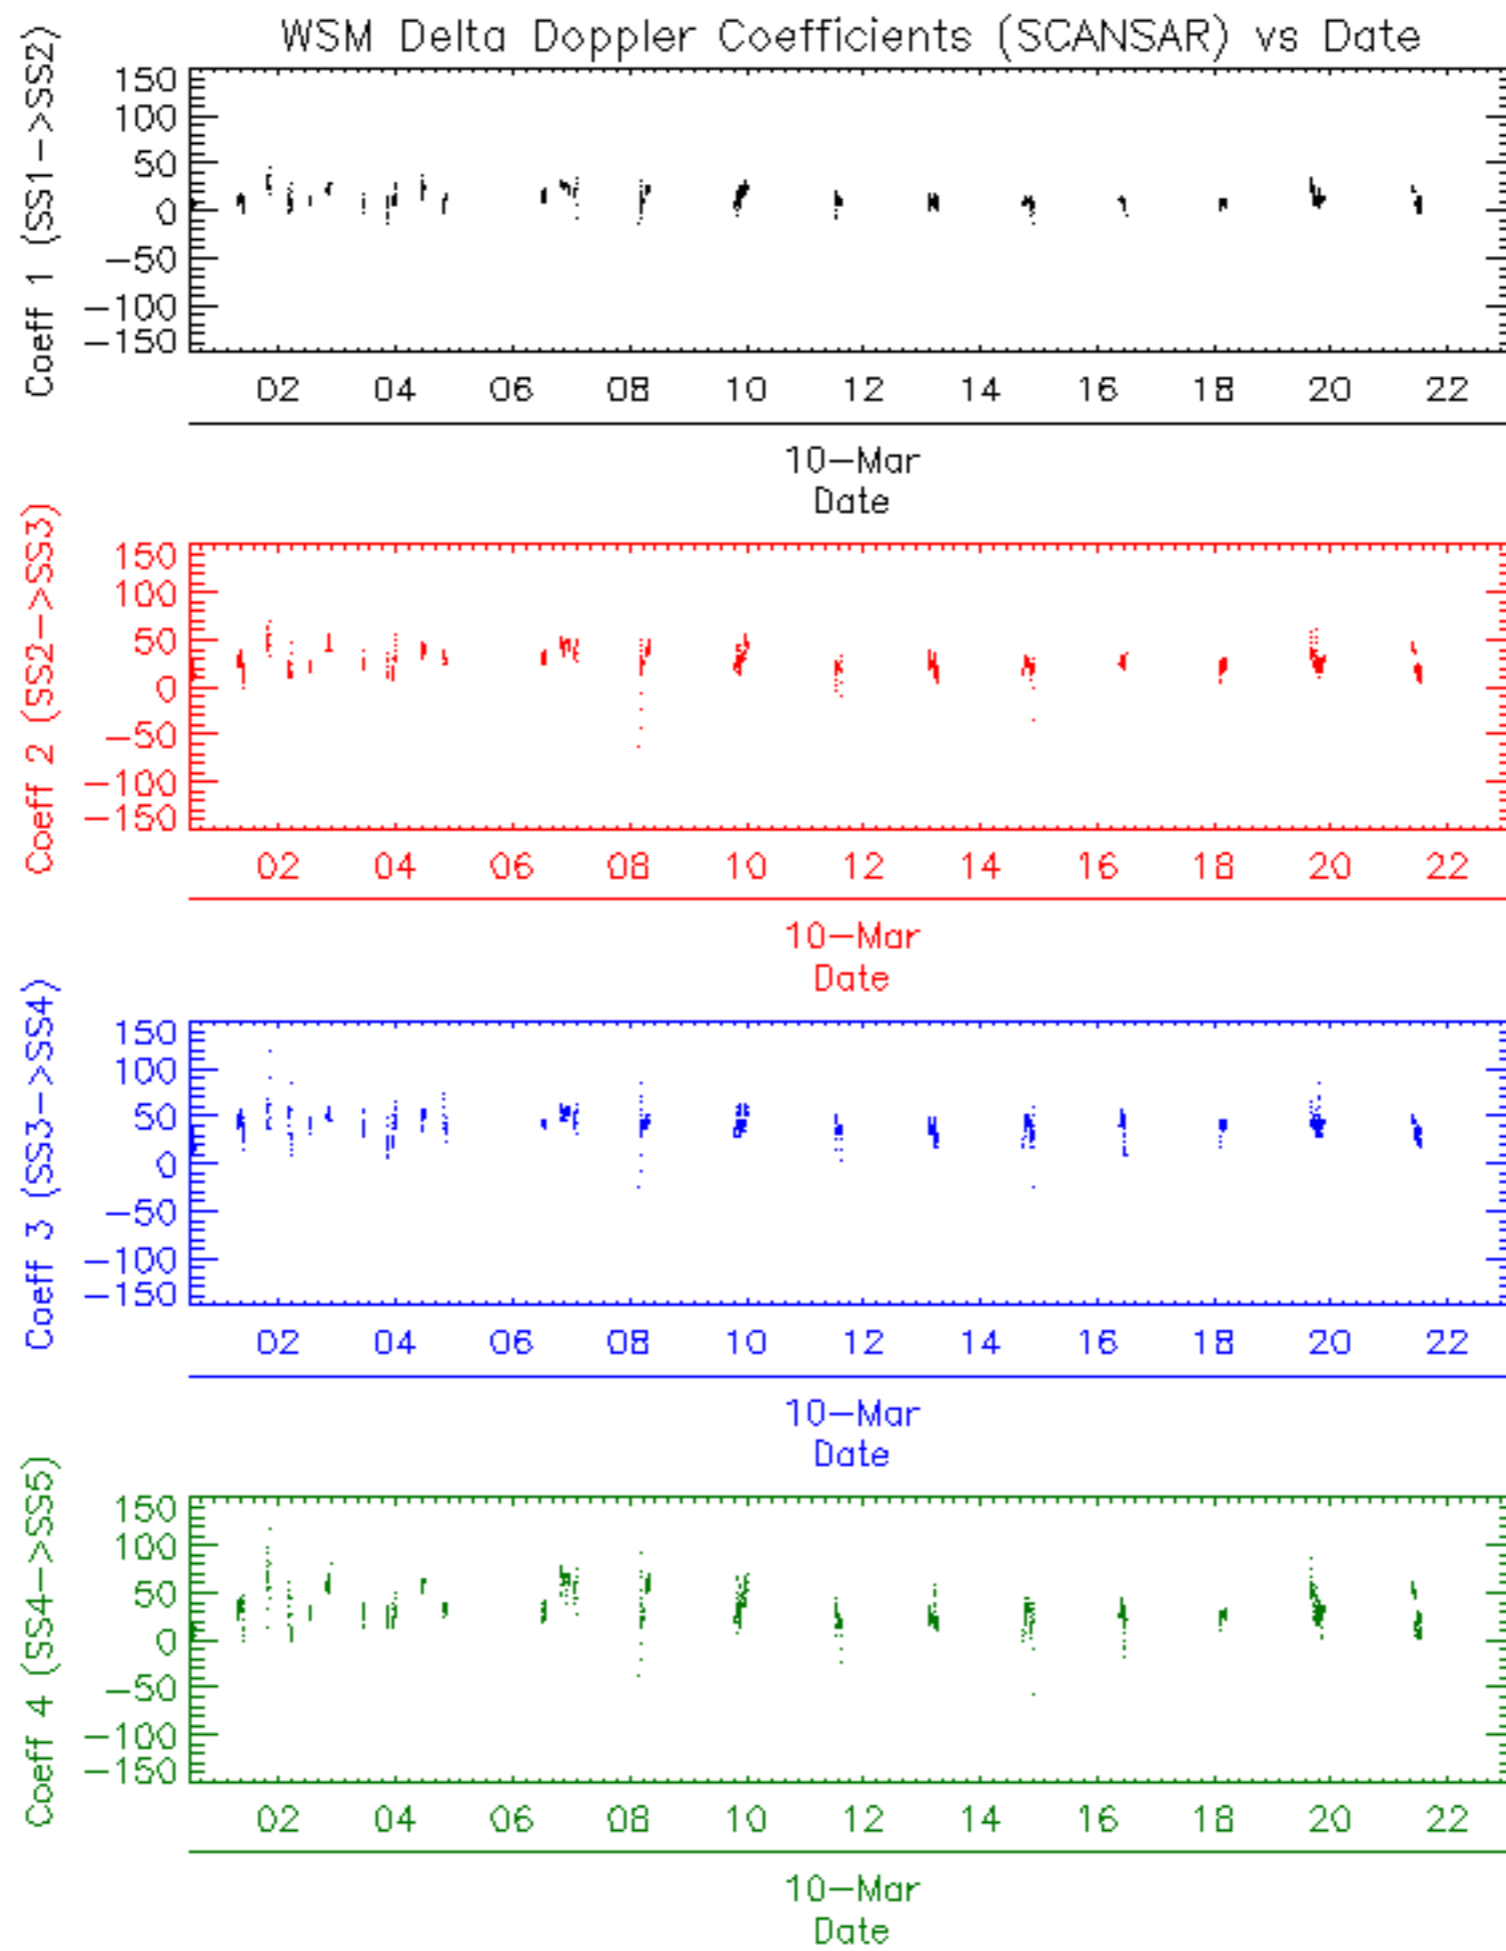 WSM Delta Doppler Coefficients (SCANSAR) vs Date
Coeff 1 (SS1->SS2)
150
100
50
0
-50
-100
-150
02 04 06 08 10 12 14 16 18 20 22
10-Mar
Date
Coeff 2 (SS2->SS3)
150
100
50
0
-50
-100
-150
02 04 06 08 10 12 14 16 18 20 22
10-Mar
Date
Coeff 3 (SS3->SS4)
150
100
50
0
-50
-100
-150
02 04 06 08 10 12 14 16 18 20 22
10-Mar
Date
Coeff 4 (SS4->SS5)
150
100
50
0
-50
-100
-150
02 04 06 08 10 12 14 16 18 20 22
10-Mar
Date